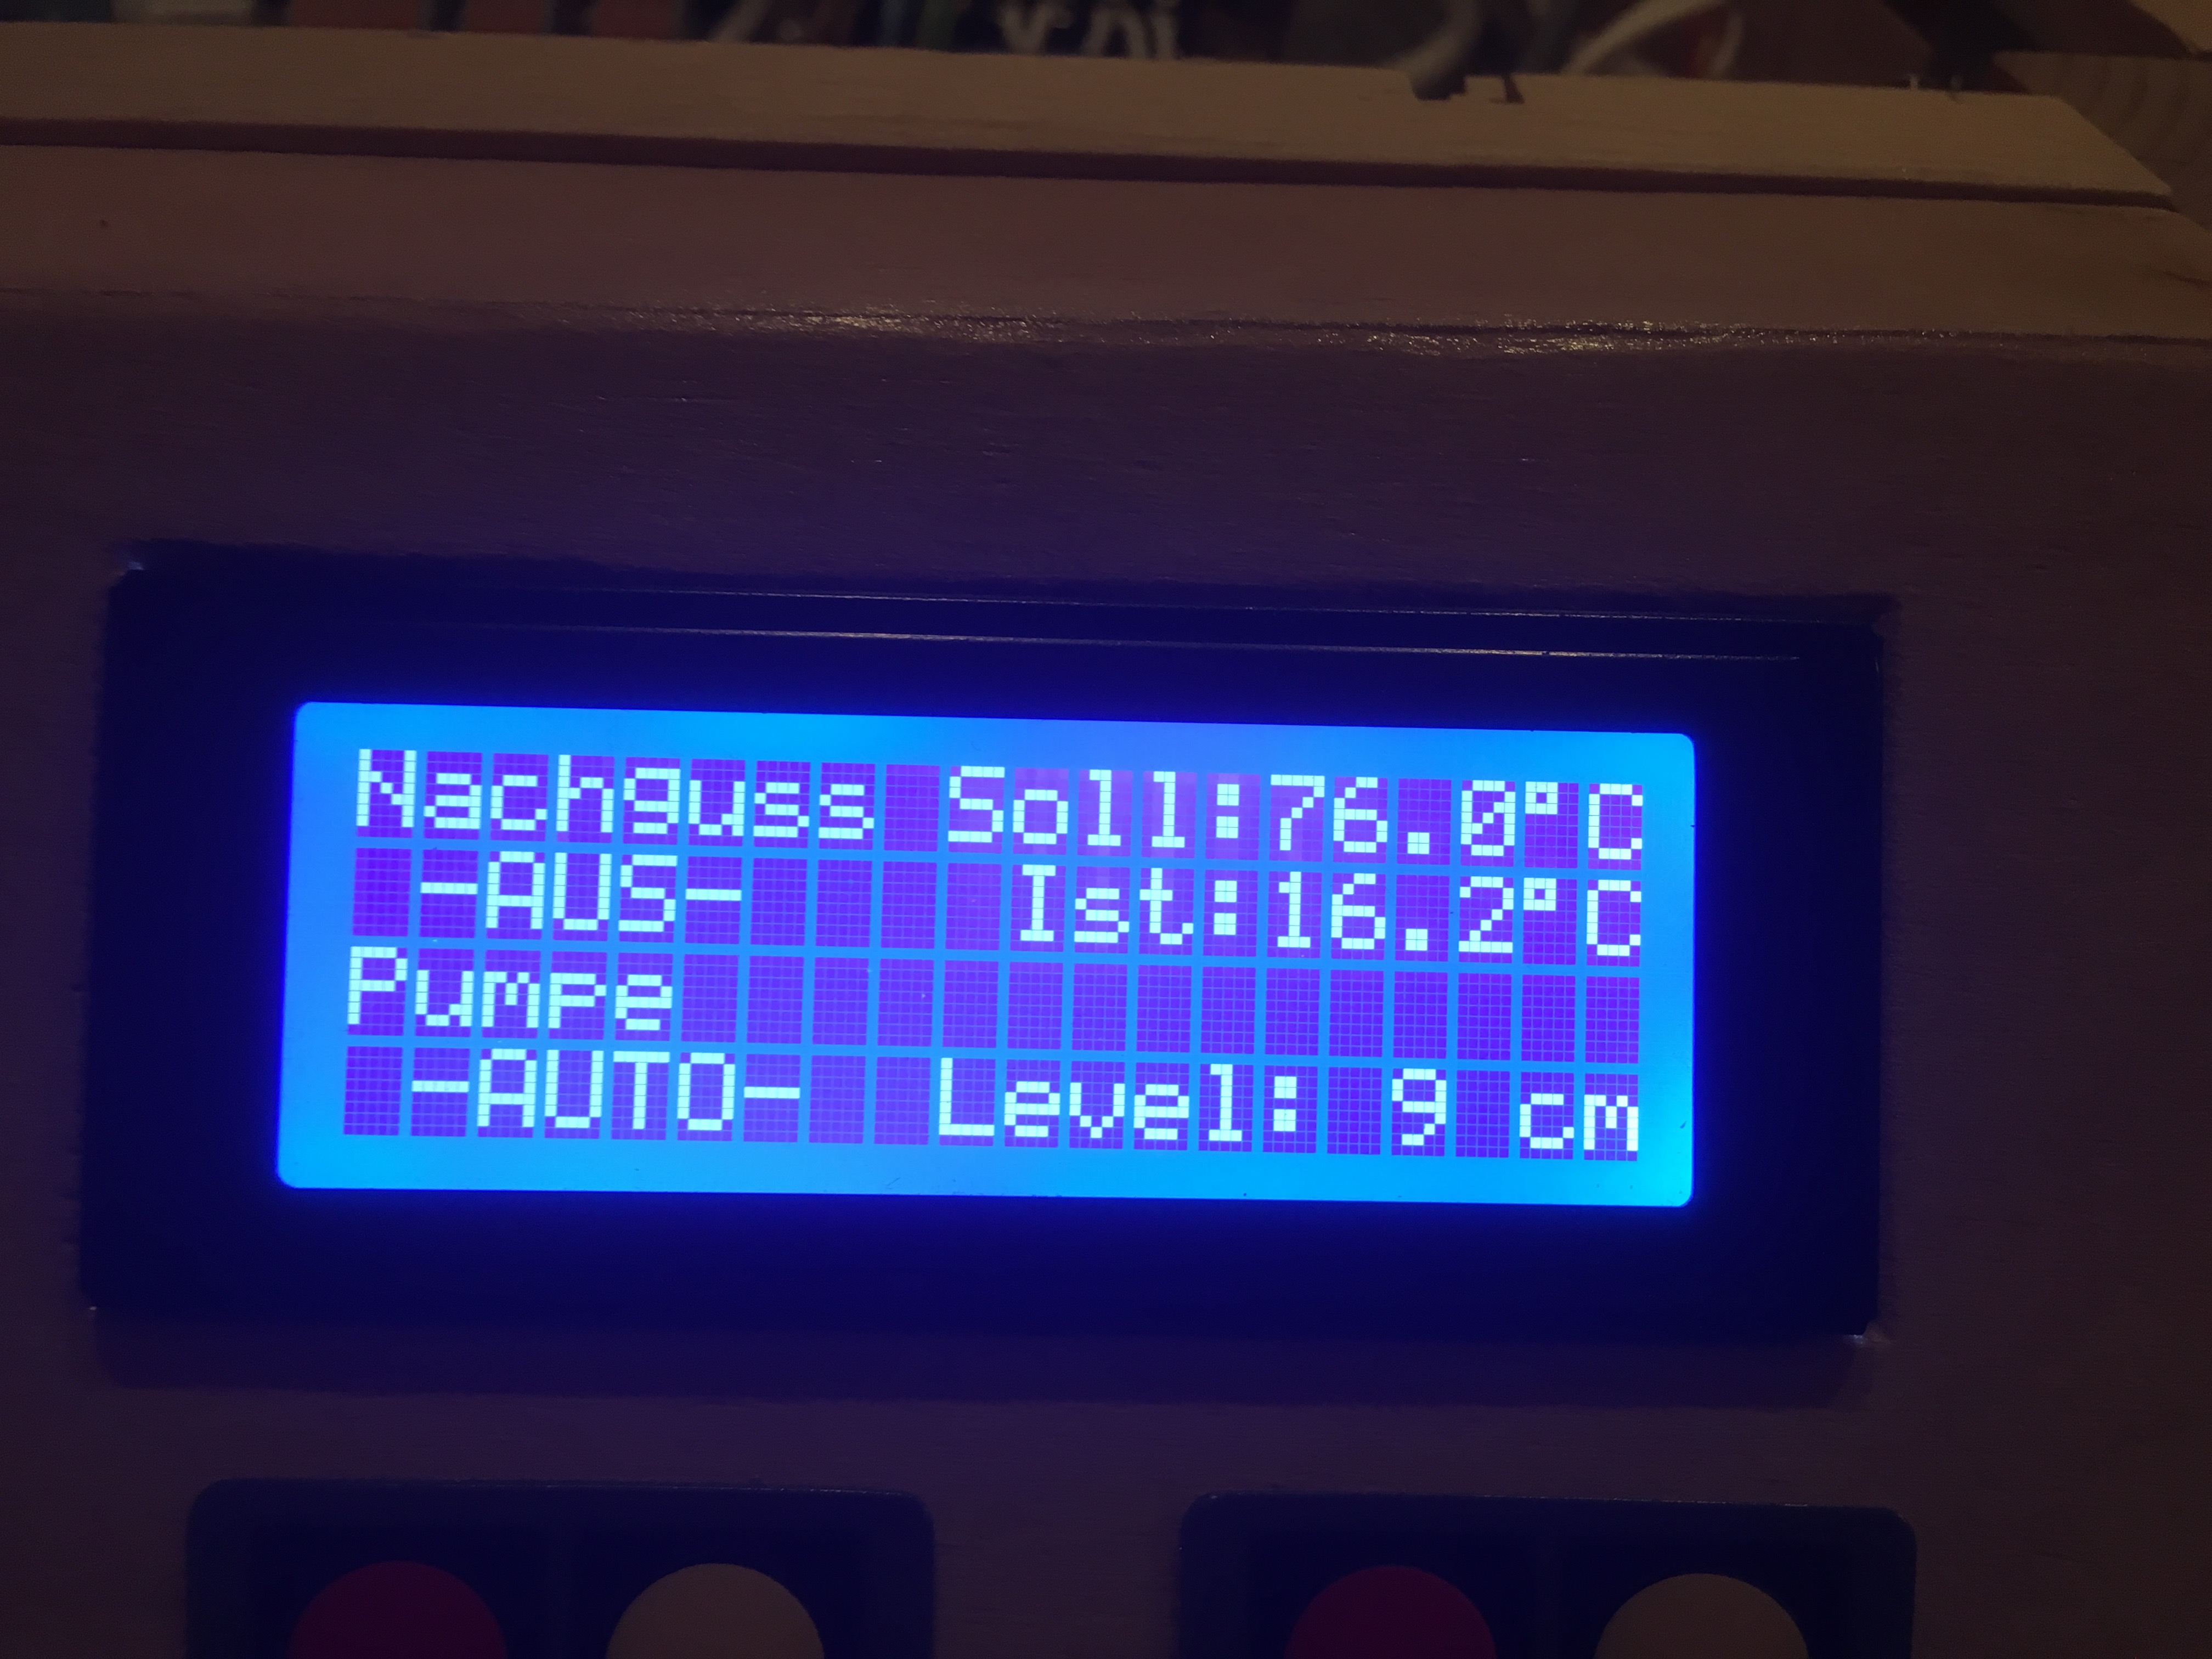 Nachguss Soll:76.0°C
-AUS- Ist:16.2°C
Pumpe
-AUTO- Level: 9 cm